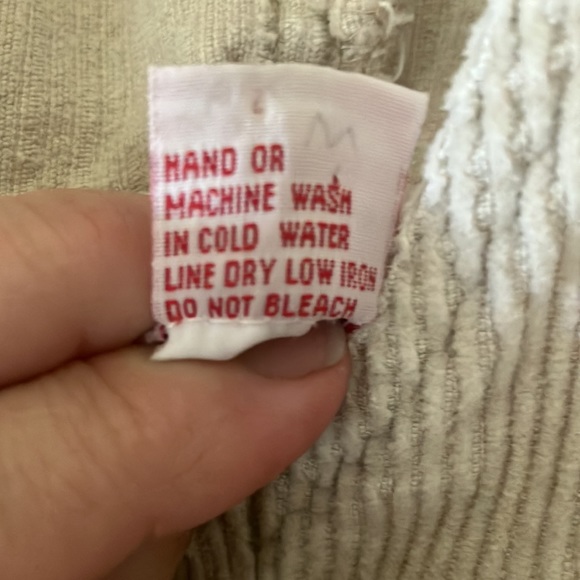 M
HAND OR
MACHINE WASH
IN COLD WATER
LINE DRY LOW IRON
DO NOT BLEACH